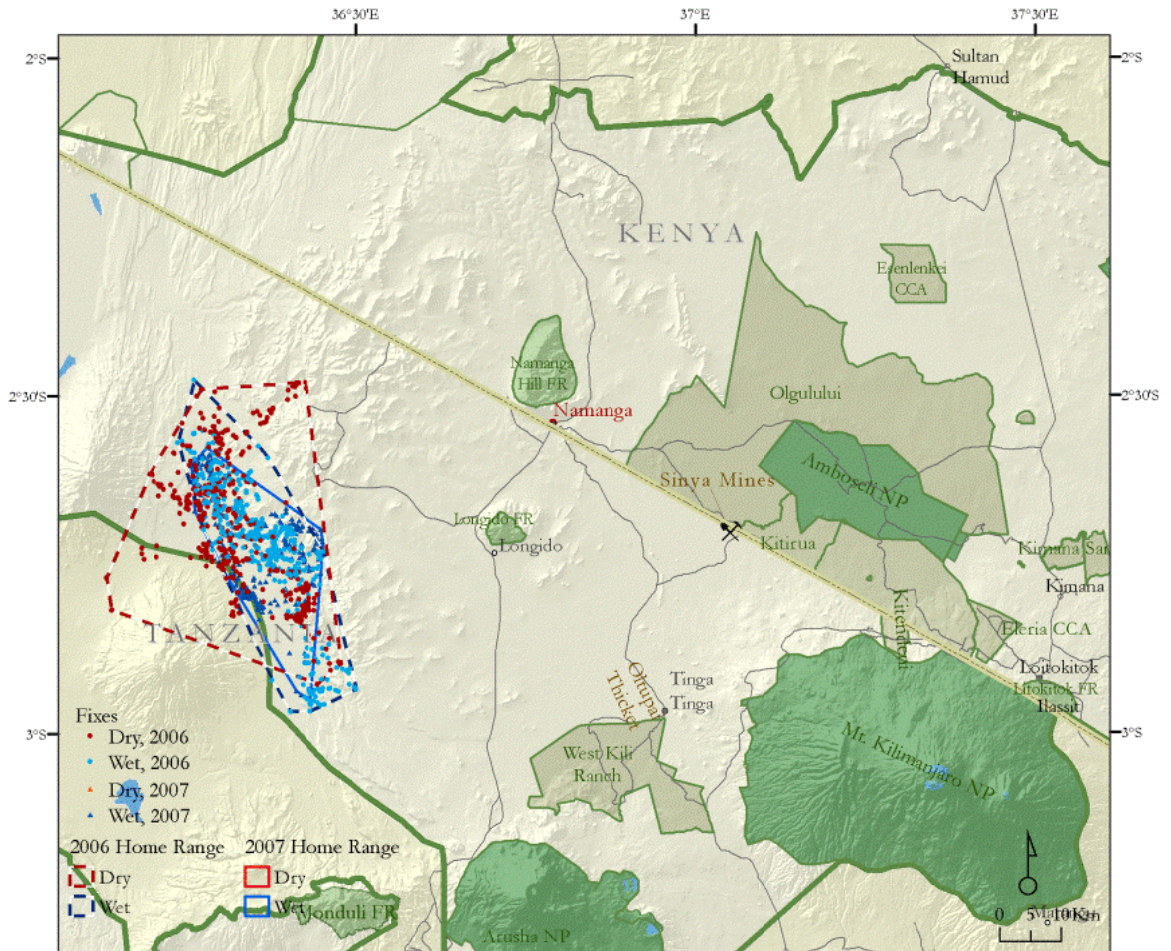 36°30'E
37°E
37°30'E
2°S
2°S
Sultan
Hamud
KENYA
Esenlenkei
CCA
Namanga
Hill FR
2°30'S
2°30'S
Olgulului
Namanga
Amboseli NP
Sinya Mines
Longido FR
Longido
Kitirua
Kimana San
Kimana
TANZANIA
Kitendeni
Eleria CCA
Loitokitok
Litokitok FR
Ilassit
Oltupai
Thicket
Tinga
Tinga
3°S
3°S
Fixes
Dry, 2006
Wet, 2006
Dry, 2007
Wet, 2007
West Kili
Ranch
Mt. Kilimanjaro NP
2006 Home Range
2007 Home Range
Dry
Dry
Wet
Wet
Monduli FR
Arusha NP
0 5 10 Km